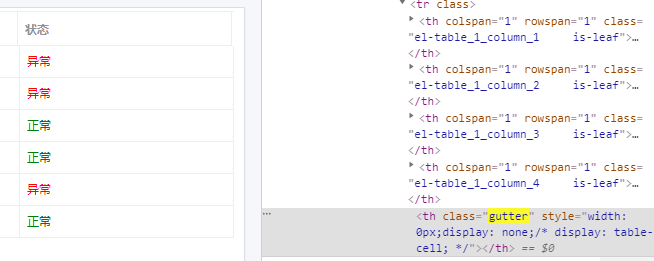 状态
异常
异常
正常
正常
异常
正常
<tr class>
<th colspan="1" rowspan="1" class=
"el-table_1_column_1     is-leaf">…
</th>
<th colspan="1" rowspan="1" class=
"el-table_1_column_2     is-leaf">…
</th>
<th colspan="1" rowspan="1" class=
"el-table_1_column_3     is-leaf">…
</th>
<th colspan="1" rowspan="1" class=
"el-table_1_column_4     is-leaf">…
</th>
… <th class="gutter" style="width:
0px;display: none;/* display: table-
cell; */"></th> == $0